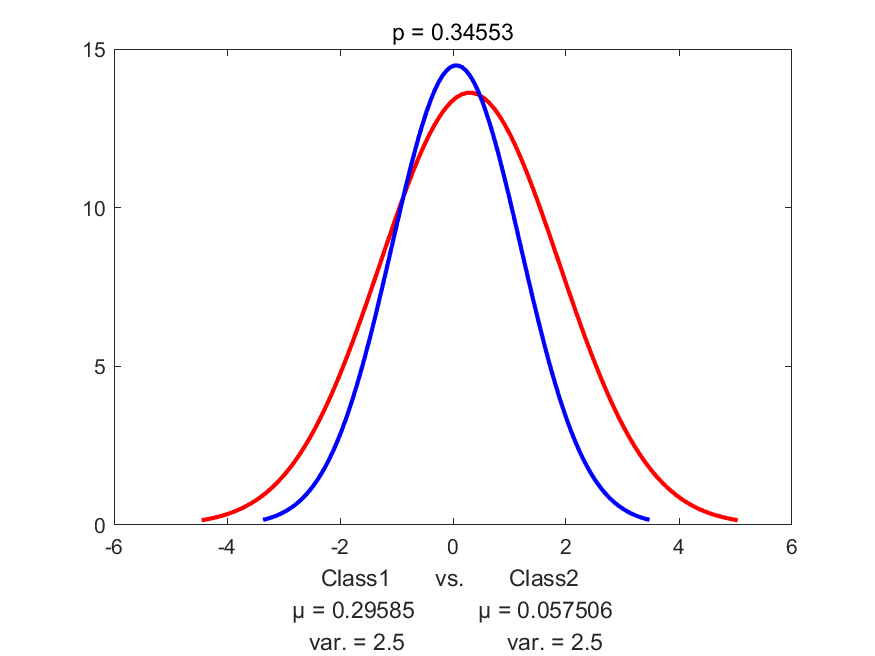 p = 0.34553
15
10
5
0
-6 -4 -2 0 2 4 6
Class1 vs. Class2
μ = 0.29585 μ = 0.057506
var. = 2.5 var. = 2.5